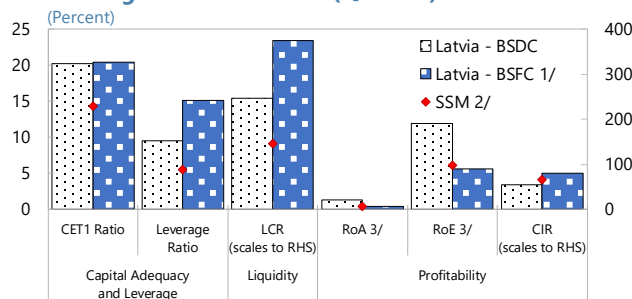 (Percent)
25
20
15
10
5
0
400
300
200
100
0
Latvia - BSDC
Latvia - BSFC 1/
SSM 2/
CET1 Ratio
Leverage
Ratio
LCR
(scales to RHS)
RoA 3/
RoE 3/
CIR
(scales to RHS)
Capital Adequacy
and Leverage
Liquidity
Profitability